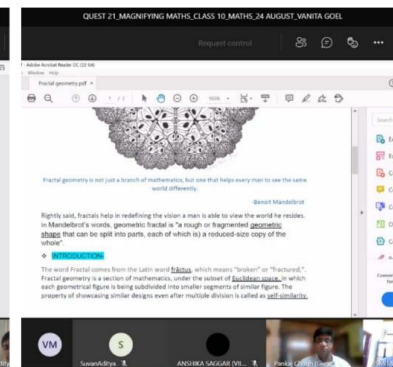 QUEST 21_MAGNIFYING MATHS_CLASS 10_MATHS_24 AUGUST_VANITA GOEL
Request control
Adobe Acrobat Reader DC (32-bit)
Window Help
Fractal geometry.pdf
Fractal geometry is not just a branch of mathematics, but one that helps every man to see the same
world differently.
-Benoit Mandelbrot
Rightly said, fractals help in redefining the vision a man is able to view the world he resides.
In Mandelbrot's words, geometric fractal is "a rough or fragmented geometric
shape that can be split into parts, each of which is) a reduced-size copy of the
whole".
❖ INTRODUCTION-
The word Fractal comes from the Latin word frāctus, which means "broken" or "fractured,".
Fractal geometry is a section of mathematics, under the subset of Euclidean space, in which
each geometrical figure is being subdivided into smaller segments of similar figure. The
property of showcasing similar designs even after multiple division is called as self-similarity.
VM
S
SuvanAditya
ANSHIKA SAGGAR (VII...